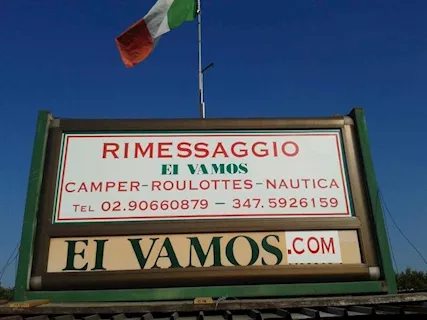 RIMESSAGGIO
EI VAMOS
CAMPER-ROULOTTES-NAUTICA
TEL 02.90660879 - 347.5926159
EI VAMOS.COM